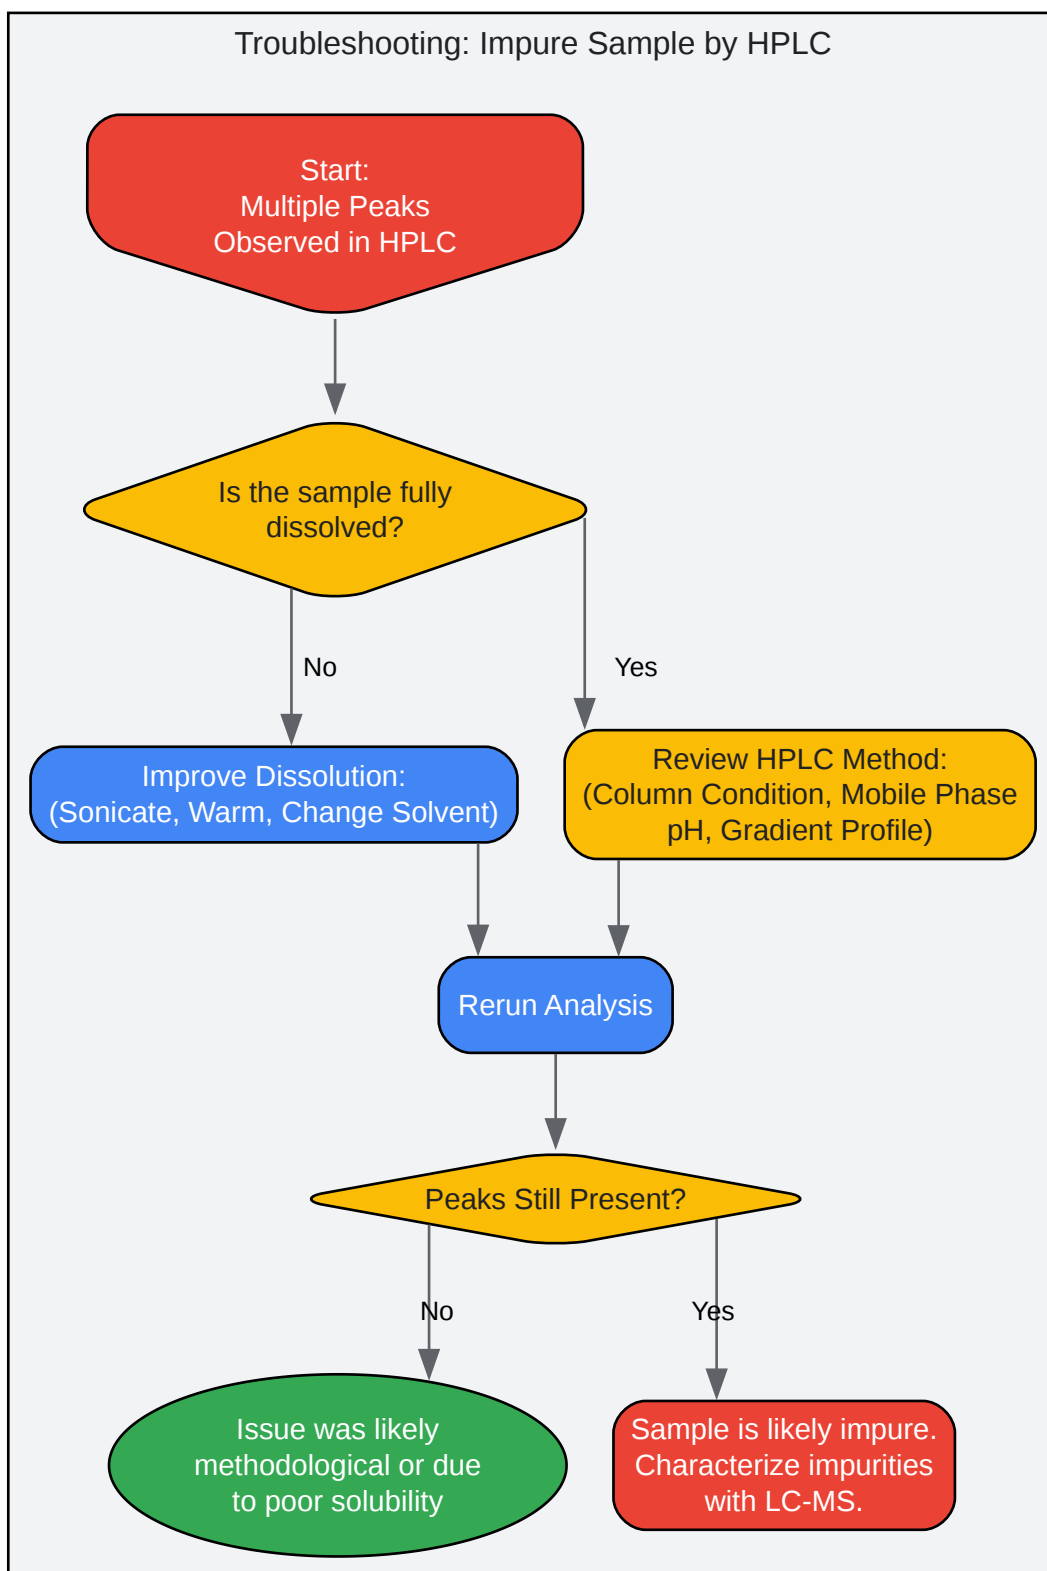 Troubleshooting: Impure Sample by HPLC
Start:
Multiple Peaks
Observed in HPLC
Is the sample fully
dissolved?
No
Yes
Improve Dissolution:
(Sonicate, Warm, Change Solvent)
Review HPLC Method:
(Column Condition, Mobile Phase
pH, Gradient Profile)
Rerun Analysis
Peaks Still Present?
No
Yes
Issue was likely
methodological or due
to poor solubility
Sample is likely impure.
Characterize impurities
with LC-MS.